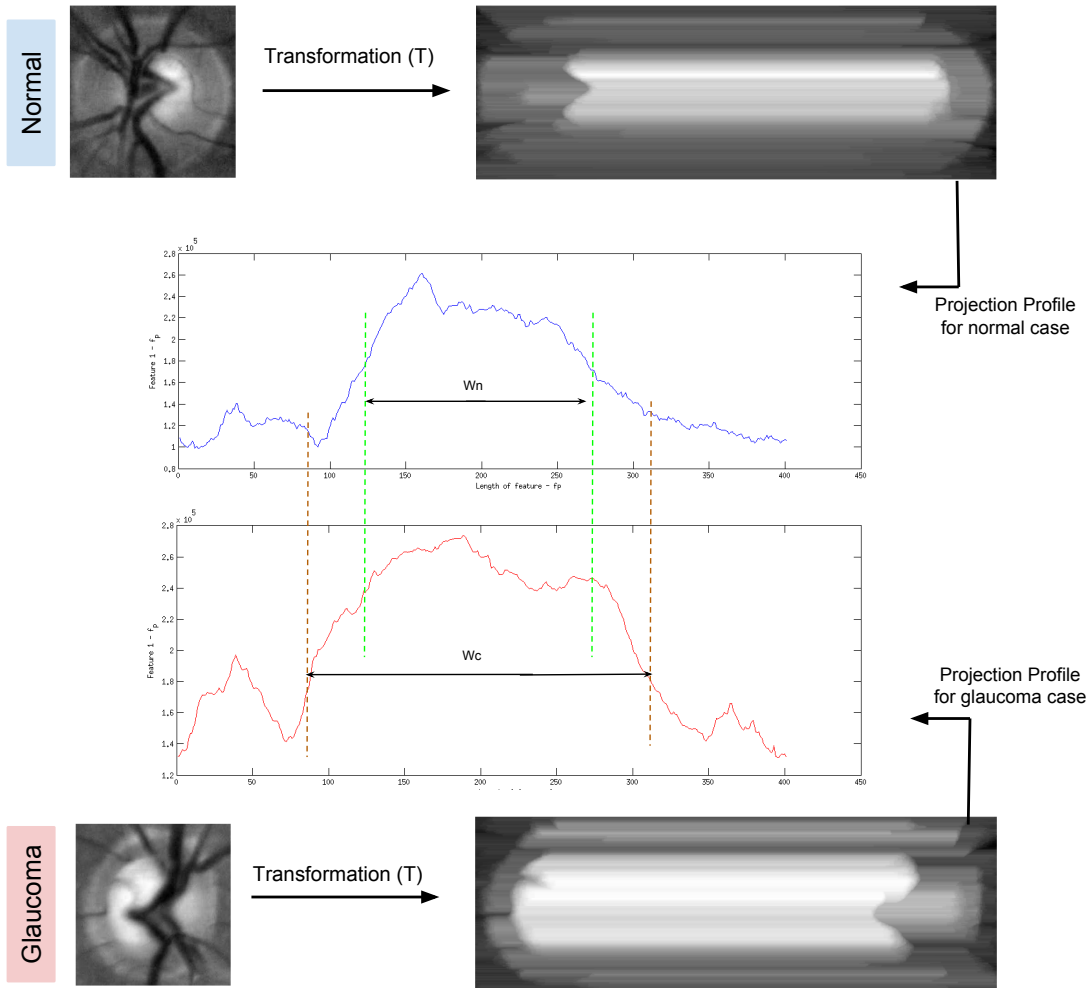 Normal
Transformation (T)
Projection Profile
for normal case
x 10 5
2.8
2.6
2.4
2.2
2
1.8
1.6
1.4
1.2
1
0.8
Feature 1 - f p
Wn
0 50 100 150 200 250 300 350 400 450
Length of feature - fp
x 10 5
2.8
2.6
2.4
2.2
2
1.8
1.6
1.4
1.2
Feature 1 - f p
Wc
0 50 100 150 200 250 300 350 400 450
Projection Profile
for glaucoma case
Glaucoma
Transformation (T)